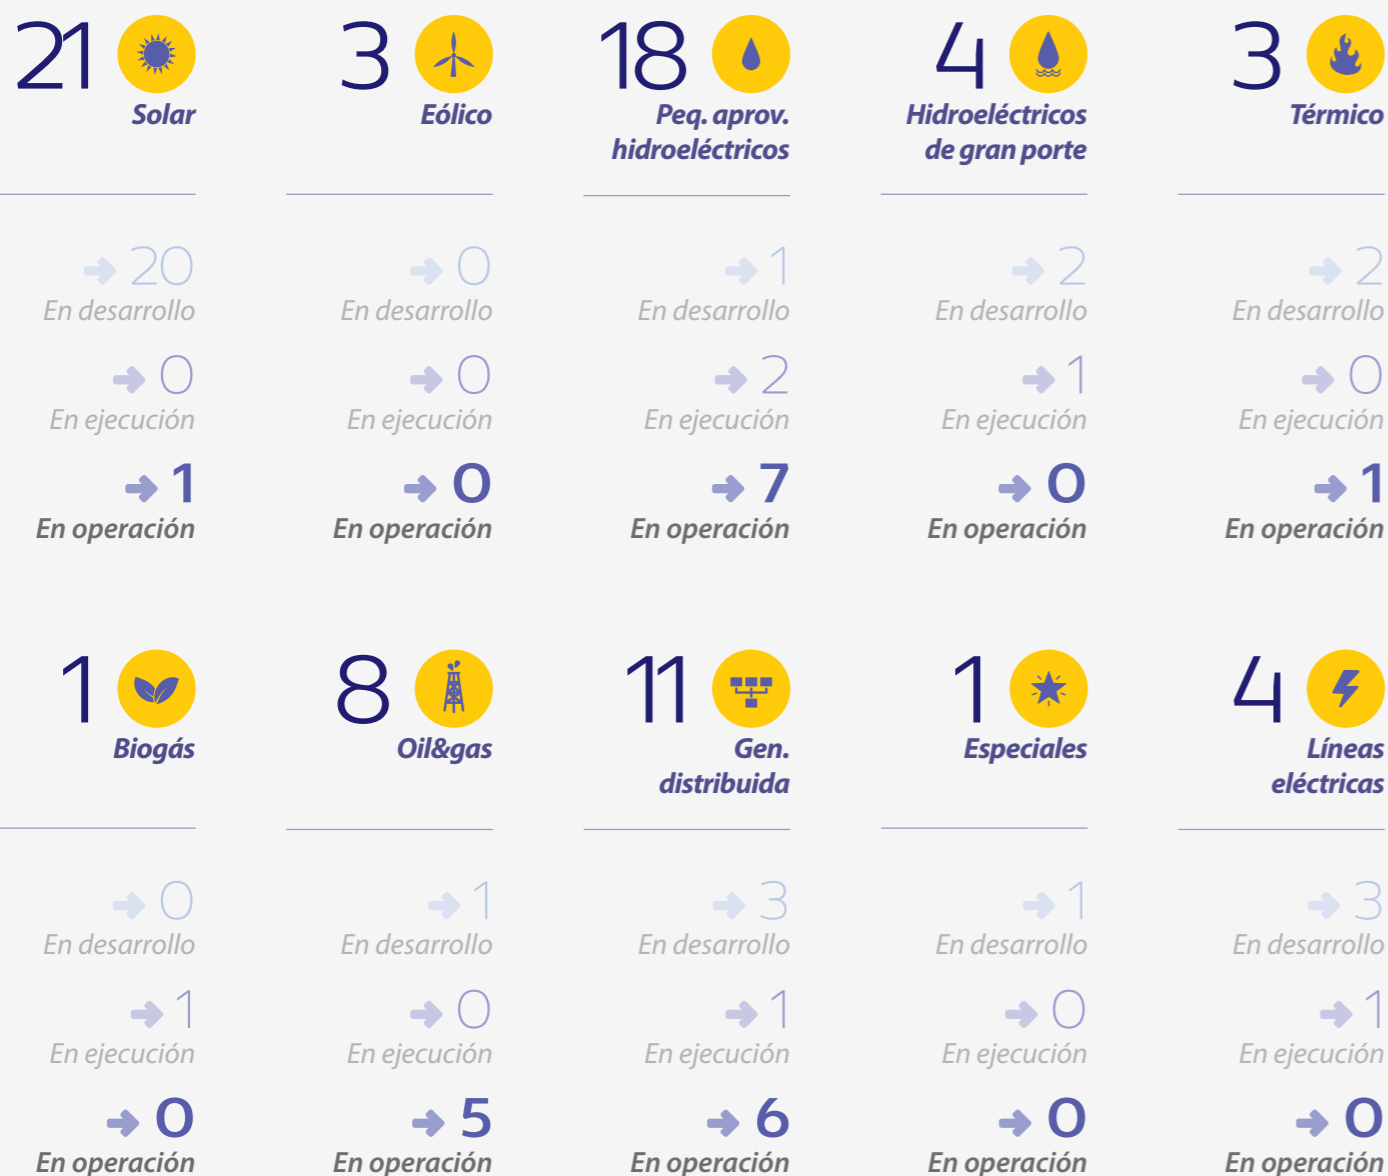 21
Solar
3
Eólico
18
Peq. aprov.
hidroeléctricos
4
Hidroeléctricos
de gran porte
3
Térmico
20
En desarrollo
0
En ejecución
1
En operación
0
En desarrollo
0
En ejecución
0
En operación
1
En desarrollo
2
En ejecución
7
En operación
2
En desarrollo
1
En ejecución
0
En operación
2
En desarrollo
0
En ejecución
1
En operación
1
Biogás
8
Oil&gas
11
Gen.
distribuida
1
Especiales
4
Líneas
eléctricas
0
En desarrollo
1
En ejecución
0
En operación
1
En desarrollo
0
En ejecución
5
En operación
3
En desarrollo
1
En ejecución
6
En operación
1
En desarrollo
0
En ejecución
0
En operación
3
En desarrollo
1
En ejecución
0
En operación